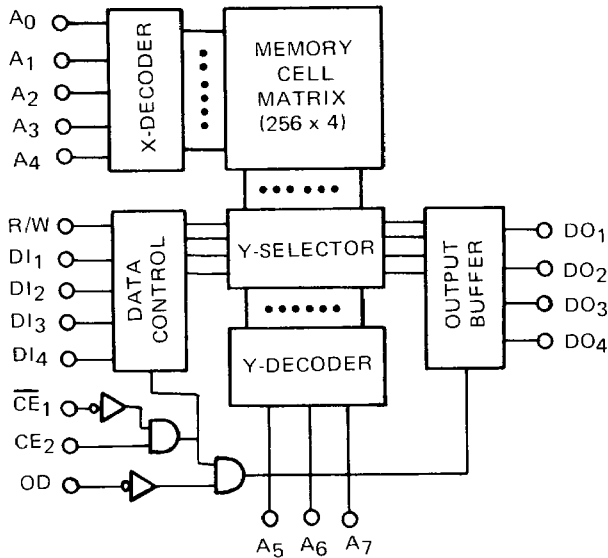 A0
A1
A2
A3
A4
X-DECODER
MEMORY
CELL
MATRIX
(256 x 4)
R/W
DI1
DI2
DI3
DI4
DATA
CONTROL
Y-SELECTOR
OUTPUT
BUFFER
DO1
DO2
DO3
DO4
Y-DECODER
C̅E̅1
CE2
OD
A5
A6
A7